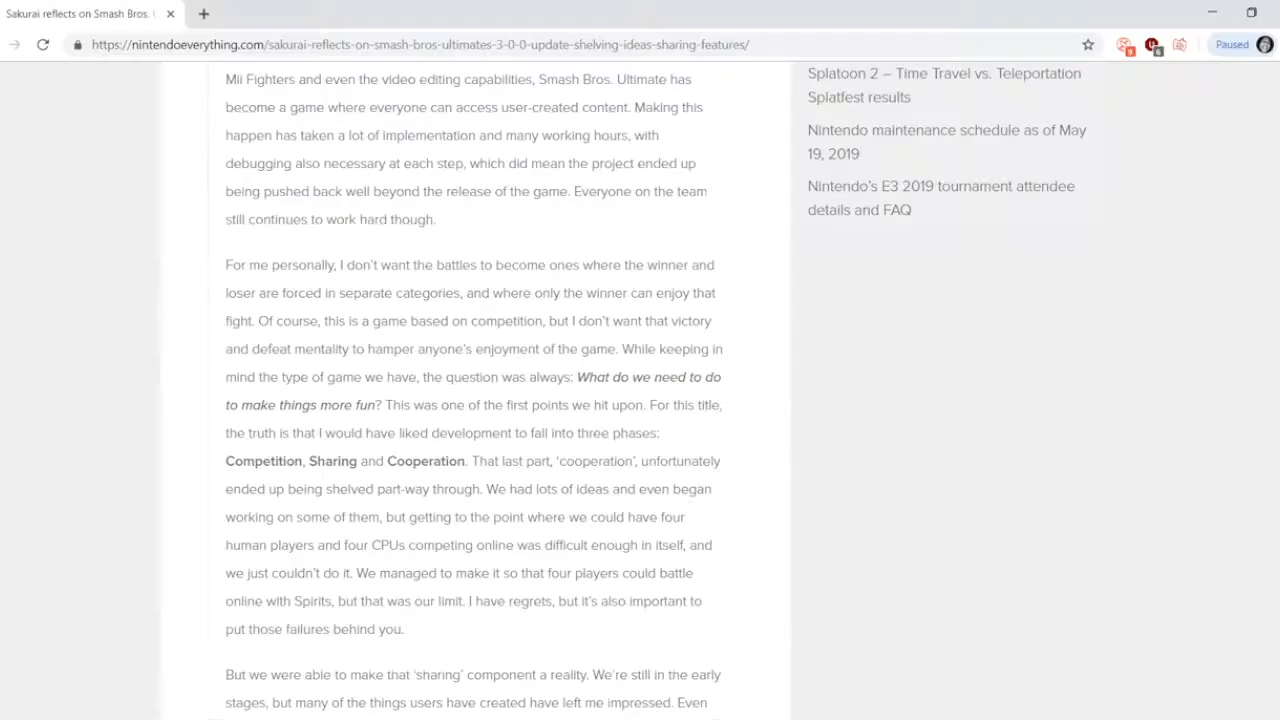 Sakurai reflects on Smash Bros. U
https://nintendoeverything.com/sakurai-reflects-on-smash-bros-ultimates-3-0-0-update-shelving-ideas-sharing-features/
9
6
Paused
Mii Fighters and even the video editing capabilities, Smash Bros. Ultimate has
become a game where everyone can access user-created content. Making this
happen has taken a lot of implementation and many working hours, with
debugging also necessary at each step, which did mean the project ended up
being pushed back well beyond the release of the game. Everyone on the team
still continues to work hard though.
For me personally, I don't want the battles to become ones where the winner and
loser are forced in separate categories, and where only the winner can enjoy that
fight. Of course, this is a game based on competition, but I don't want that victory
and defeat mentality to hamper anyone's enjoyment of the game. While keeping in
mind the type of game we have, the question was always: What do we need to do
to make things more fun? This was one of the first points we hit upon. For this title,
the truth is that I would have liked development to fall into three phases:
Competition, Sharing and Cooperation. That last part, 'cooperation', unfortunately
ended up being shelved part-way through. We had lots of ideas and even began
working on some of them, but getting to the point where we could have four
human players and four CPUs competing online was difficult enough in itself, and
we just couldn't do it. We managed to make it so that four players could battle
online with Spirits, but that was our limit. I have regrets, but it's also important to
put those failures behind you.
But we were able to make that 'sharing' component a reality. We're still in the early
stages, but many of the things users have created have left me impressed. Even
Splatoon 2 – Time Travel vs. Teleportation
Splatfest results
Nintendo maintenance schedule as of May
19, 2019
Nintendo's E3 2019 tournament attendee
details and FAQ